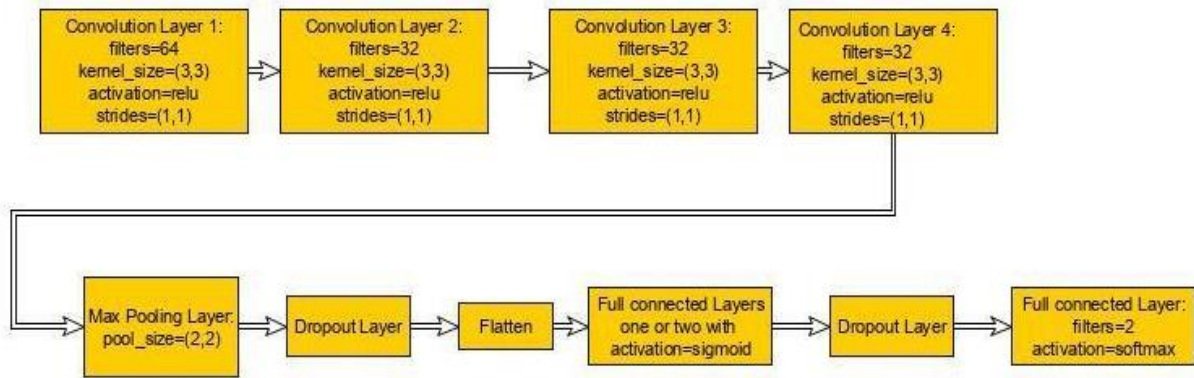 Convolution Layer 1:
filters=64
kernel_size=(3,3)
activation=relu
strides=(1,1)
Convolution Layer 2:
filters=32
kernel_size=(3,3)
activation=relu
strides=(1,1)
Convolution Layer 3:
filters=32
kernel_size=(3,3)
activation=relu
strides=(1,1)
Convolution Layer 4:
filters=32
kernel_size=(3,3)
activation=relu
strides=(1,1)
Max Pooling Layer:
pool_size=(2,2)
Dropout Layer
Flatten
Full connected Layers
one or two with
activation=sigmoid
Dropout Layer
Full connected Layer:
filters=2
activation=softmax